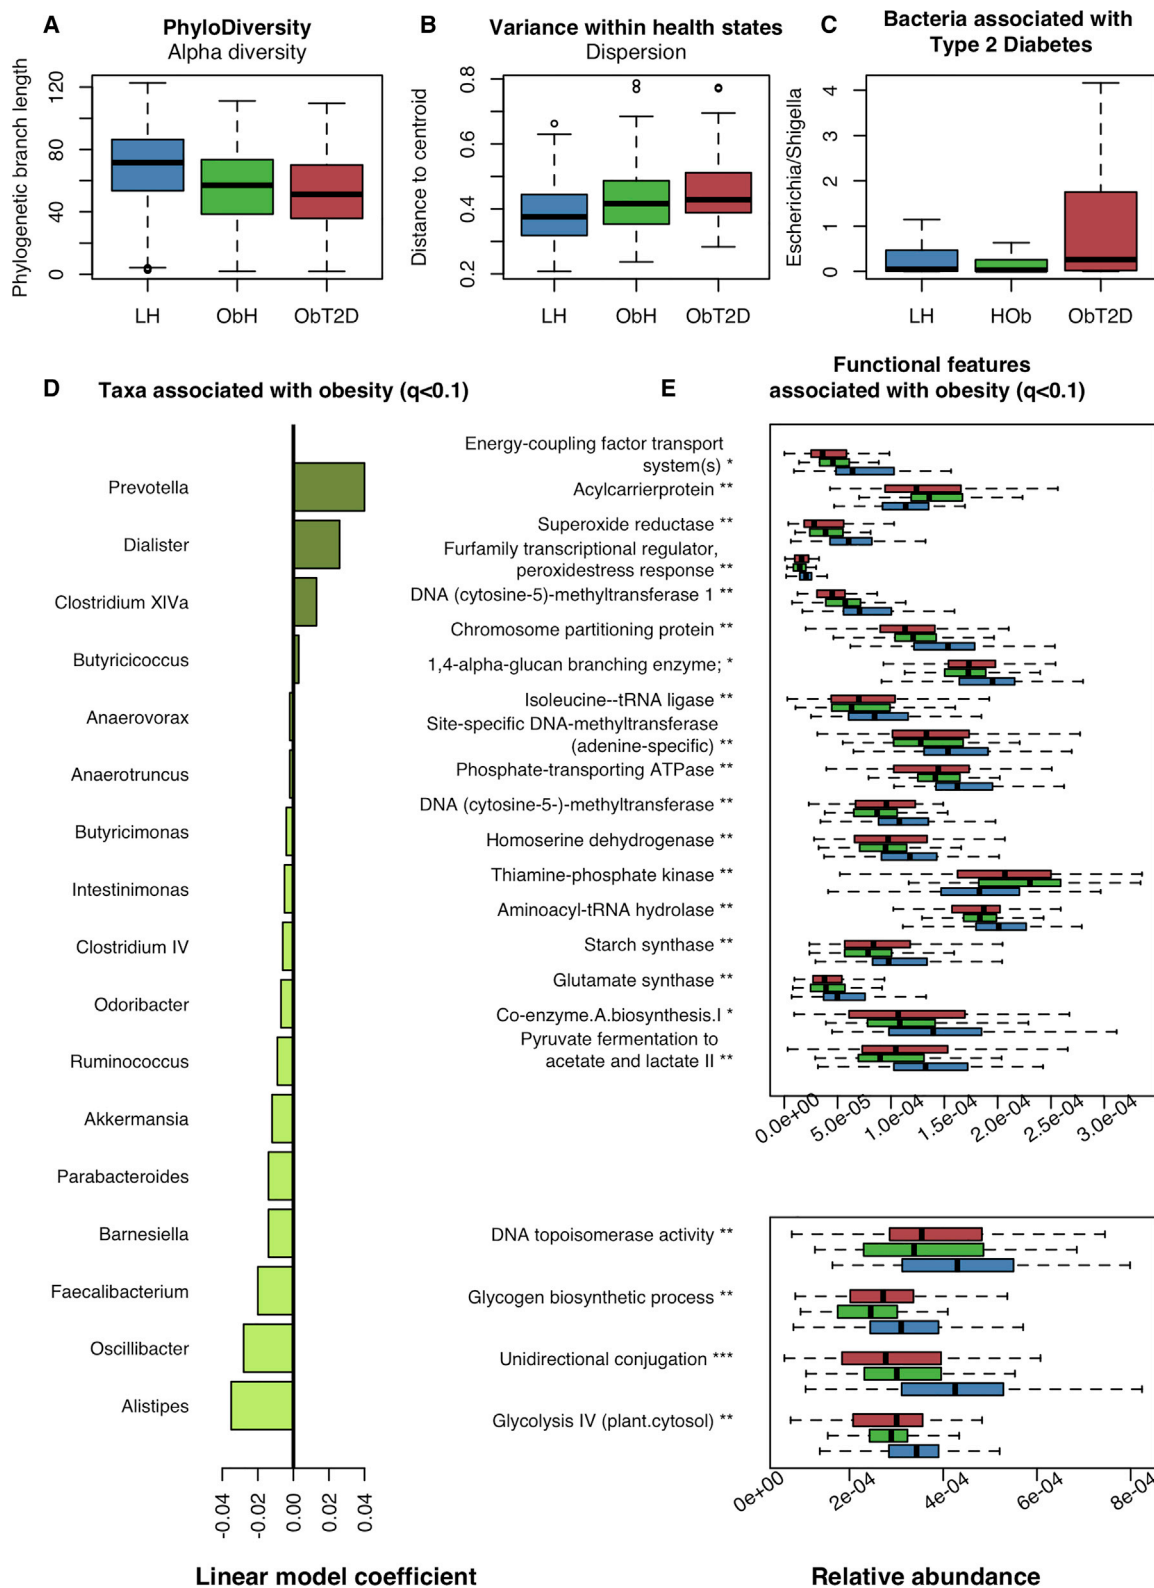 A
PhyloDiversity
Alpha diversity
Phylogenetic branch length
0
40
80
120
LH
ObH
ObT2D
B
Variance within health states
Dispersion
Distance to centroid
0.2
0.4
0.6
0.8
LH
ObH
ObT2D
C
Bacteria associated with
Type 2 Diabetes
Escherichia/Shigella
0
1
2
3
4
LH
HOb
ObT2D
D
Taxa associated with obesity (q<0.1)
Prevotella
Dialister
Clostridium XIVa
Butyricicoccus
Anaerovorax
Anaerotruncus
Butyricimonas
Intestinimonas
Clostridium IV
Odoribacter
Ruminococcus
Akkermansia
Parabacteroides
Barnesiella
Faecalibacterium
Oscillibacter
Alistipes
-0.04
-0.02
0.00
0.02
0.04
Linear model coefficient
E
Functional features
associated with obesity (q<0.1)
Energy-coupling factor transport
system(s) *
Acylcarrierprotein **
Superoxide reductase **
Furfamily transcriptional regulator,
peroxidestress response **
DNA (cytosine-5)-methyltransferase 1 **
Chromosome partitioning protein **
1,4-alpha-glucan branching enzyme; *
Isoleucine--tRNA ligase **
Site-specific DNA-methyltransferase
(adenine-specific) **
Phosphate-transporting ATPase **
DNA (cytosine-5-)-methyltransferase **
Homoserine dehydrogenase **
Thiamine-phosphate kinase **
Aminoacyl-tRNA hydrolase **
Starch synthase **
Glutamate synthase **
Co-enzyme.A.biosynthesis.I *
Pyruvate fermentation to
acetate and lactate II **
0.0e+00
5.0e-05
1.0e-04
1.5e-04
2.0e-04
2.5e-04
3.0e-04
DNA topoisomerase activity **
Glycogen biosynthetic process **
Unidirectional conjugation ***
Glycolysis IV (plant.cytosol) **
0e+00
2e-04
4e-04
6e-04
8e-04
Relative abundance